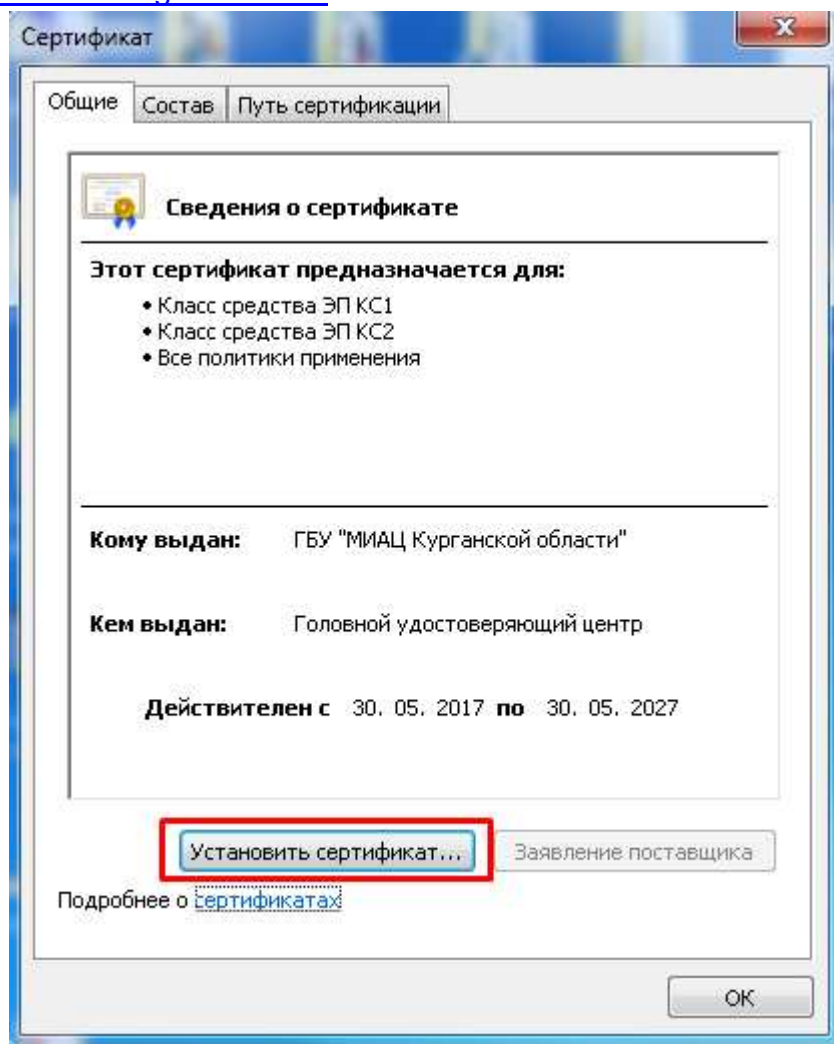 Сертификат
Общие Состав Путь сертификации
Сведения о сертификате
Этот сертификат предназначается для:
• Класс средства ЭП КС1
• Класс средства ЭП КС2
• Все политики применения
Кому выдан: ГБУ "МИАЦ Курганской области"
Кем выдан: Головной удостоверяющий центр
Действителен с 30. 05. 2017 по 30. 05. 2027
Установить сертификат... Заявление поставщика
Подробнее о сертификатах
ОК